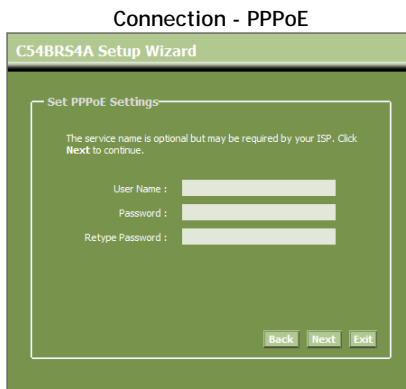 Connection - PPPoE
C54BRS4A Setup Wizard
Set PPPoE Settings
The service name is optional but may be required by your ISP. Click
Next to continue.
User Name :
Password :
Retype Password :
Back Next Exit